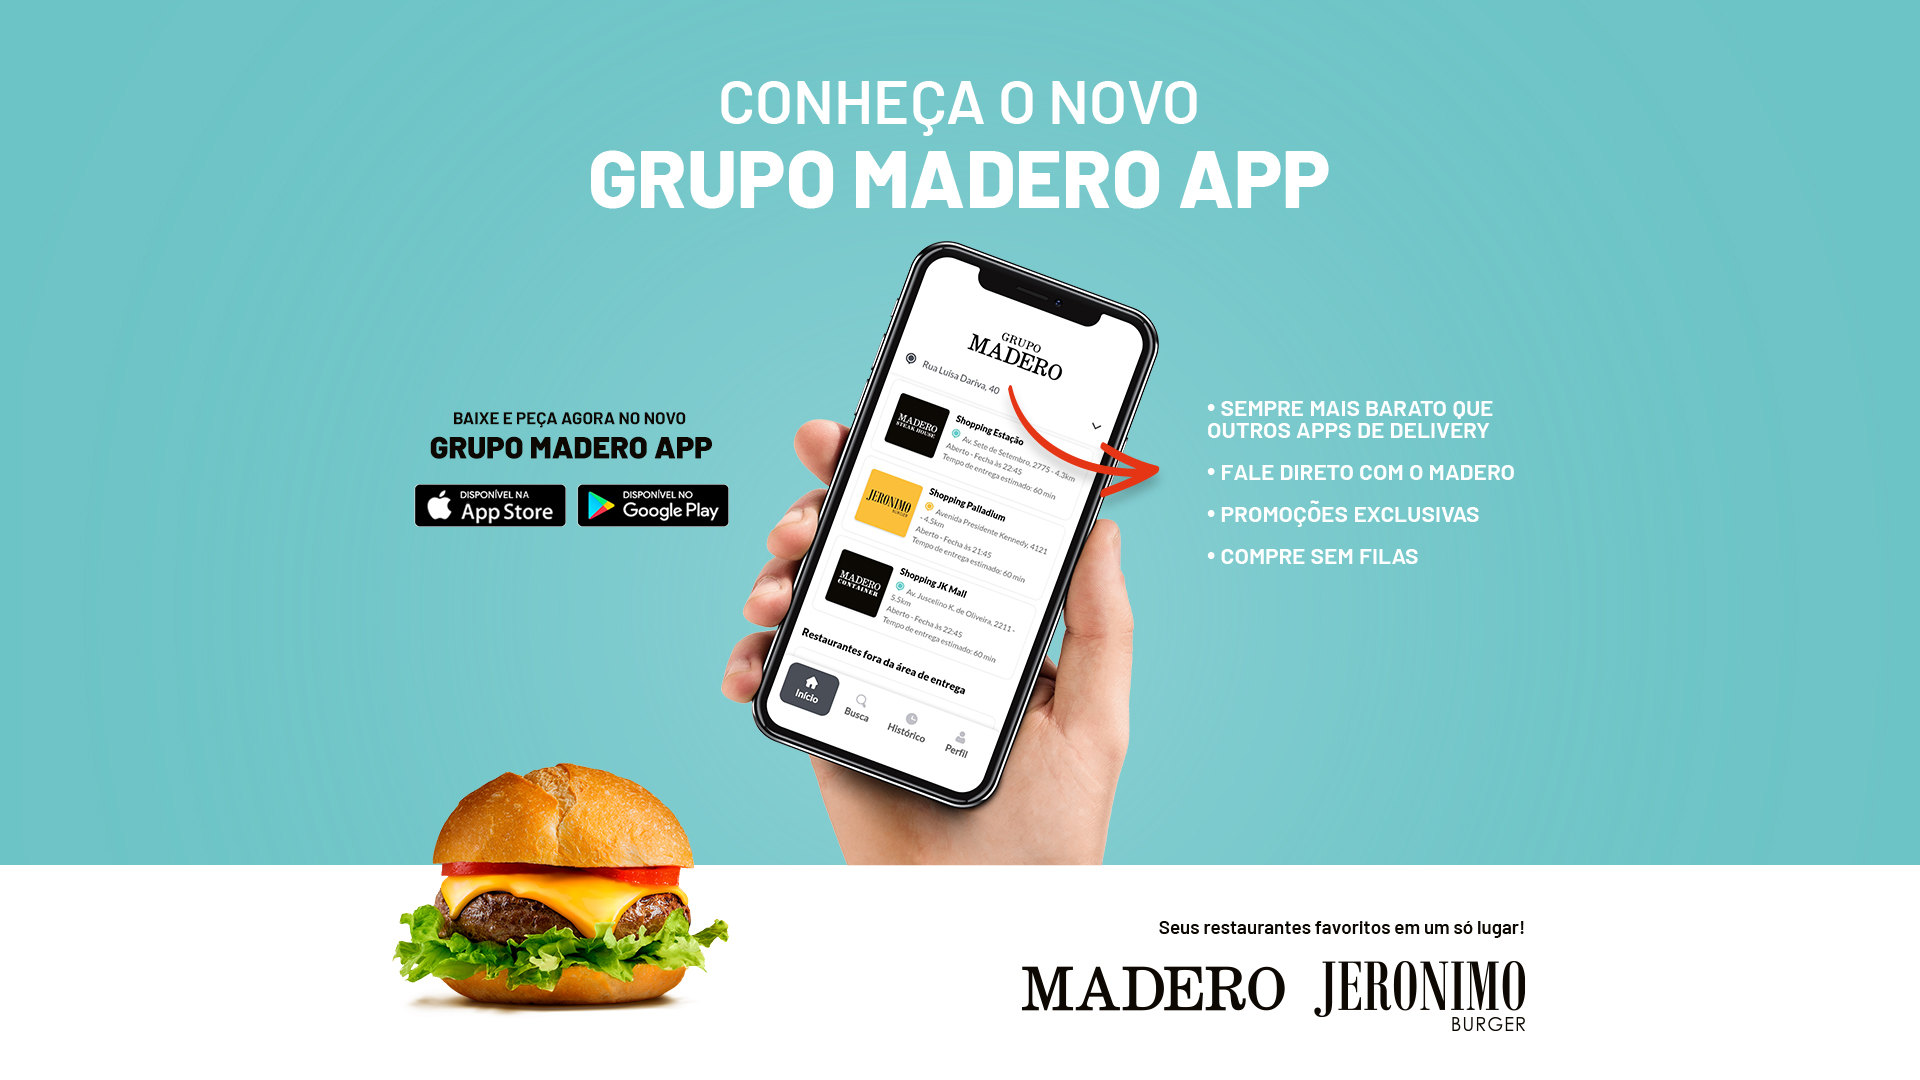 CONHEÇA O NOVO
GRUPO MADERO APP
BAIXE E PEÇA AGORA NO NOVO
GRUPO MADERO APP
DISPONÍVEL NA
App Store
DISPONÍVEL NO
Google Play
GRUPO
MADERO
Rua Luísa Dariva, 40
MADERO
STEAK HOUSE
Shopping Estação
Av. Sete de Setembro, 2775 - 4.3km
Aberto - Fecha às 22:45
Tempo de entrega estimado: 60 min
JERONIMO
BURGER
Shopping Palladium
Avenida Presidente Kennedy, 4121
- 4.5km
Aberto - Fecha às 21:45
Tempo de entrega estimado: 60 min
MADERO
CONTAINER
Shopping JK Mall
Av. Juscelino K. de Oliveira, 2211 -
5.5km
Aberto - Fecha às 22:45
Tempo de entrega estimado: 60 min
Restaurantes fora da área de entrega
Início
Busca
Histórico
Perfil
• SEMPRE MAIS BARATO QUE
OUTROS APPS DE DELIVERY
• FALE DIRETO COM O MADERO
• PROMOÇÕES EXCLUSIVAS
• COMPRE SEM FILAS
Seus restaurantes favoritos em um só lugar!
MADERO
JERONIMO
BURGER